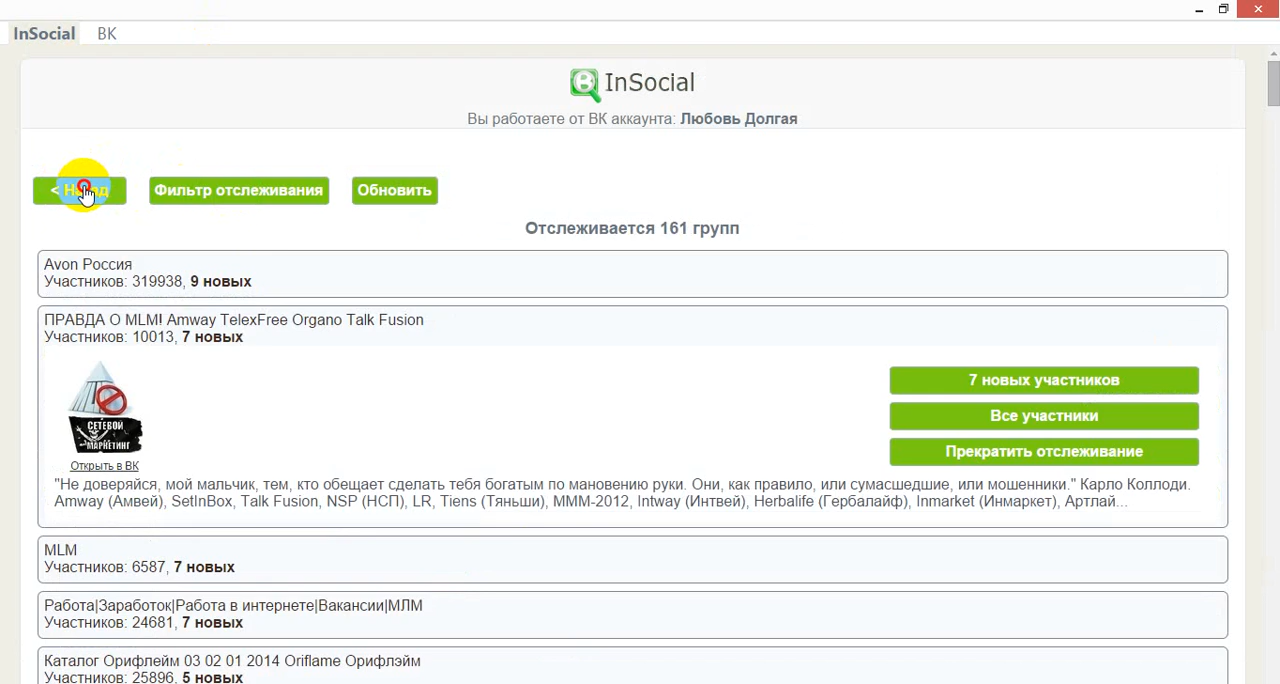 InSocial ВК
InSocial
Вы работаете от ВК аккаунта: Любовь Долгая
< Назад Фильтр отслеживания Обновить
Отслеживается 161 групп
Avon Россия
Участников: 319938, 9 новых
ПРАВДА О MLM! Amway TelexFree Organo Talk Fusion
Участников: 10013, 7 новых
СЕТЕВОЙ
МАРКЕТИНГ
Открыть в ВК
7 новых участников
Все участники
Прекратить отслеживание
"Не доверяйся, мой мальчик, тем, кто обещает сделать тебя богатым по мановению руки. Они, как правило, или сумасшедшие, или мошенники." Карло Коллоди.
Amway (Амвей), SetInBox, Talk Fusion, NSP (НСП), LR, Tiens (Тяньши), МММ-2012, Intway (Интвей), Herbalife (Гербалайф), Inmarket (Инмаркет), Артлай...
MLM
Участников: 6587, 7 новых
Работа|Заработок|Работа в интернете|Вакансии|МЛМ
Участников: 24681, 7 новых
Каталог Орифлейм 03 02 01 2014 Oriflame Орифлэйм
Участников: 25896, 5 новых